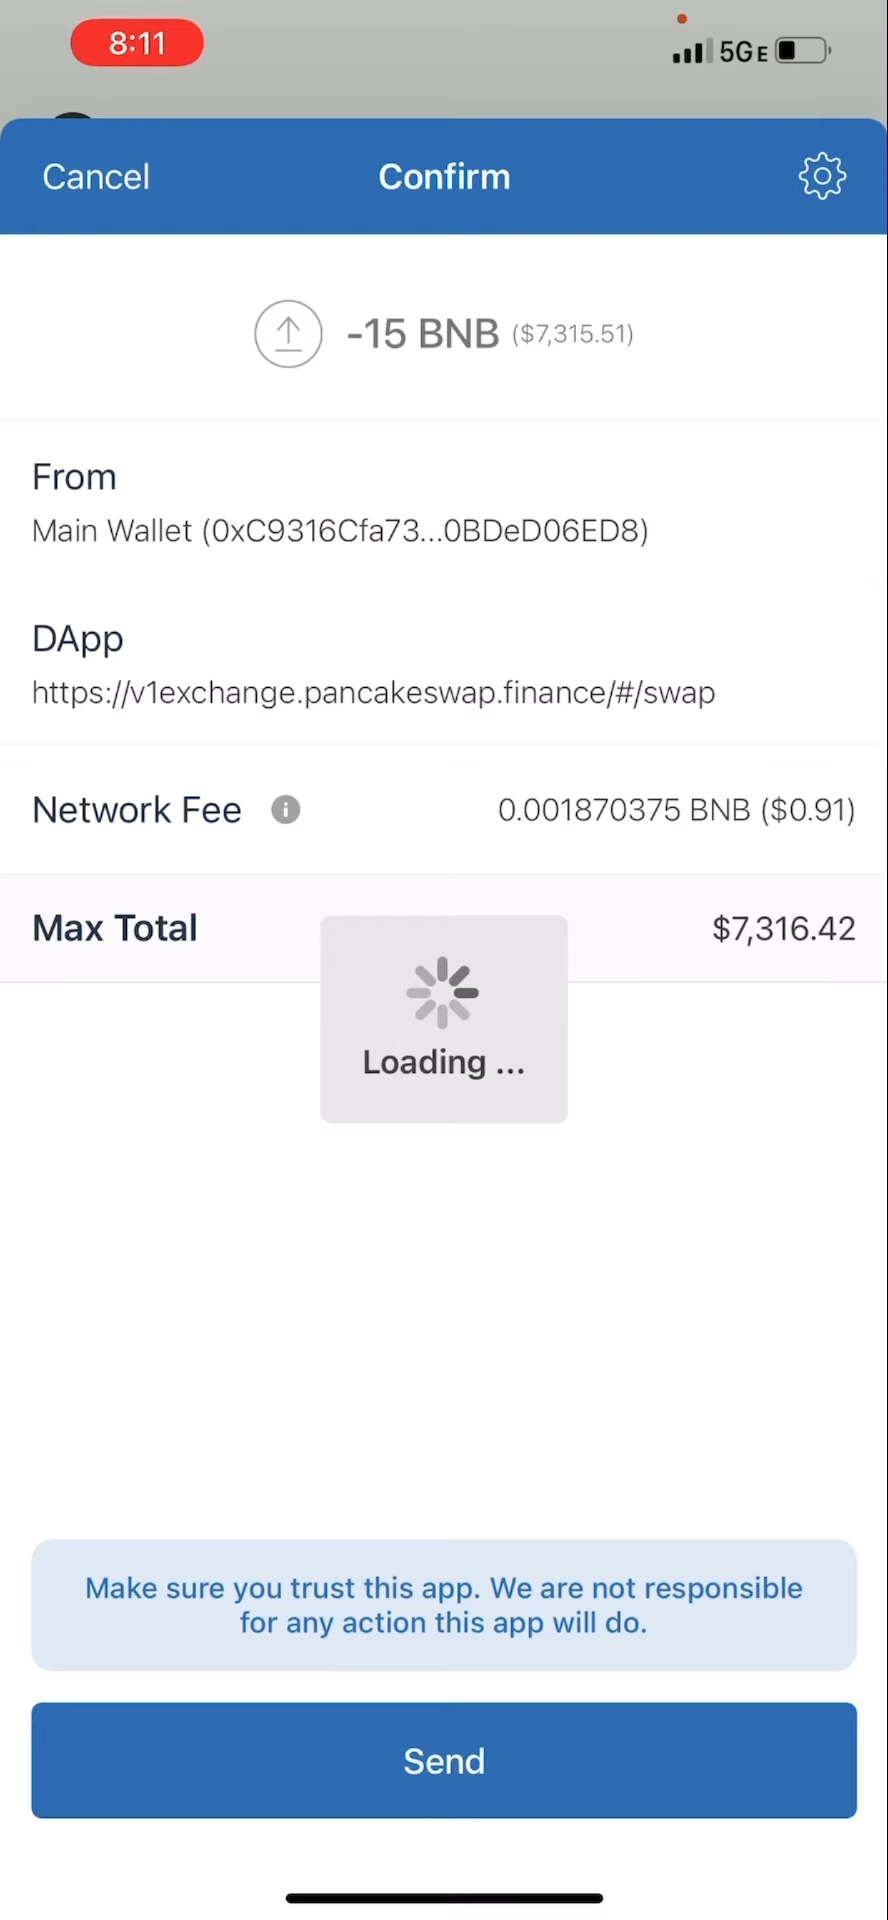 8:11
5GE
Cancel
Confirm
-15 BNB ($7,315.51)
From
Main Wallet (0xC9316Cfa73...0BDeD06ED8)
DApp
https://v1exchange.pancakeswap.finance/#/swap
Network Fee
0.001870375 BNB ($0.91)
Max Total
$7,316.42
Loading ...
Make sure you trust this app. We are not responsible
for any action this app will do.
Send